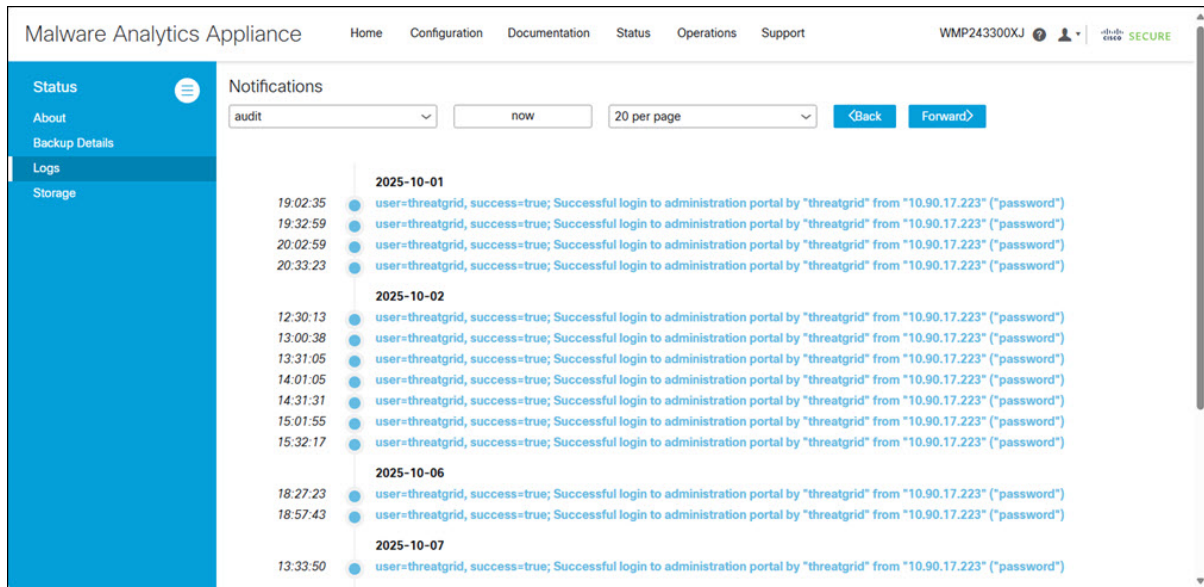 Malware Analytics Appliance Home Configuration Documentation Status Operations Support WMP243300XJ ? CISCO SECURE
Status
About
Backup Details
Logs
Storage
Notifications
audit now 20 per page <Back Forward>
2025-10-01
19:02:35 user=threatgrid, success=true; Successful login to administration portal by "threatgrid" from "10.90.17.223" ("password")
19:32:59 user=threatgrid, success=true; Successful login to administration portal by "threatgrid" from "10.90.17.223" ("password")
20:02:59 user=threatgrid, success=true; Successful login to administration portal by "threatgrid" from "10.90.17.223" ("password")
20:33:23 user=threatgrid, success=true; Successful login to administration portal by "threatgrid" from "10.90.17.223" ("password")
2025-10-02
12:30:13 user=threatgrid, success=true; Successful login to administration portal by "threatgrid" from "10.90.17.223" ("password")
13:00:38 user=threatgrid, success=true; Successful login to administration portal by "threatgrid" from "10.90.17.223" ("password")
13:31:05 user=threatgrid, success=true; Successful login to administration portal by "threatgrid" from "10.90.17.223" ("password")
14:01:05 user=threatgrid, success=true; Successful login to administration portal by "threatgrid" from "10.90.17.223" ("password")
14:31:31 user=threatgrid, success=true; Successful login to administration portal by "threatgrid" from "10.90.17.223" ("password")
15:01:55 user=threatgrid, success=true; Successful login to administration portal by "threatgrid" from "10.90.17.223" ("password")
15:32:17 user=threatgrid, success=true; Successful login to administration portal by "threatgrid" from "10.90.17.223" ("password")
2025-10-06
18:27:23 user=threatgrid, success=true; Successful login to administration portal by "threatgrid" from "10.90.17.223" ("password")
18:57:43 user=threatgrid, success=true; Successful login to administration portal by "threatgrid" from "10.90.17.223" ("password")
2025-10-07
13:33:50 user=threatgrid, success=true; Successful login to administration portal by "threatgrid" from "10.90.17.223" ("password")